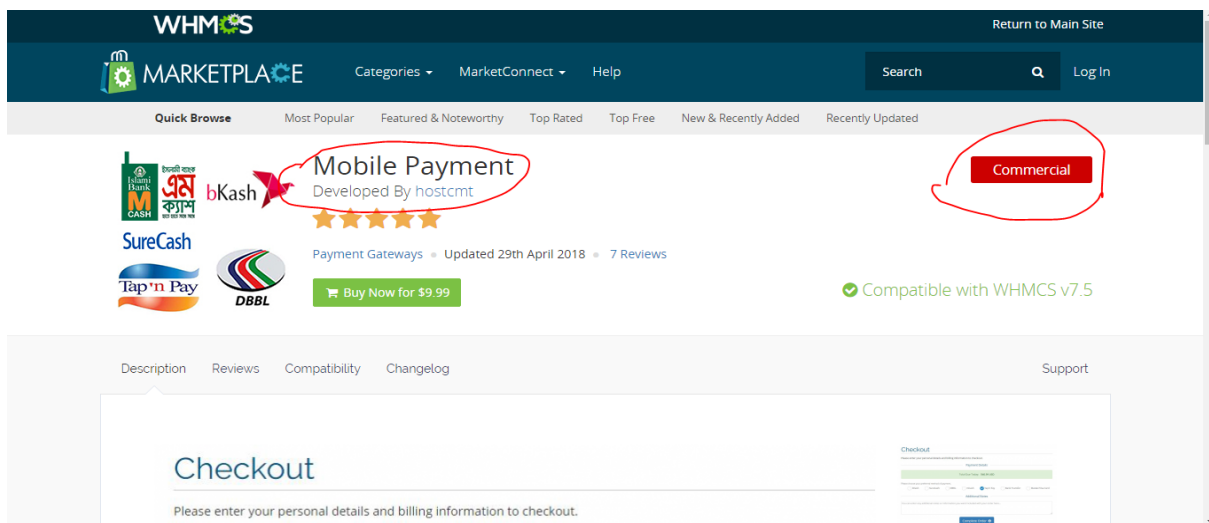 WHMCS
Return to Main Site
MARKETPLACE
Categories
MarketConnect
Help
Search
Log In
Quick Browse
Most Popular
Featured & Noteworthy
Top Rated
Top Free
New & Recently Added
Recently Updated
Islami
Bank
M
CASH
ইসলামী ব্যাংক
এম
ক্যাশ
bKash
SureCash
Tap'n Pay
DBBL
Mobile Payment
Developed By hostcmt
Payment Gateways • Updated 29th April 2018 • 7 Reviews
Buy Now for $9.99
Commercial
Compatible with WHMCS v7.5
Description
Reviews
Compatibility
Changelog
Support
Checkout
Please enter your personal details and billing information to checkout.
Checkout